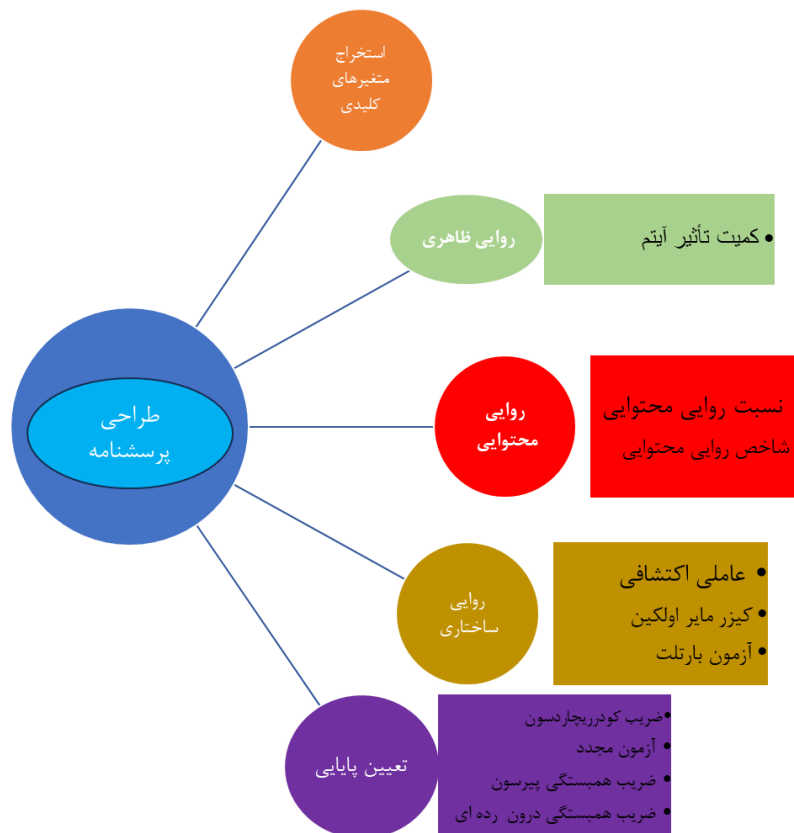 استخراج
متغیرهای
کلیدی
روایی ظاهری
• کمیت تأثیر آیتم
طراحی
پرسشنامه
روایی
محتوایی
نسبت روایی محتوایی
شاخص روایی محتوایی
روایی
ساختاری
• عاملی اکتشافی
• کیزر مایر اولکین
• آزمون بارتلت
تعیین پایایی
• ضریب کودرریچاردسون
• آزمون مجدد
• ضریب همبستگی پیرسون
• ضریب همبستگی درون رده ای